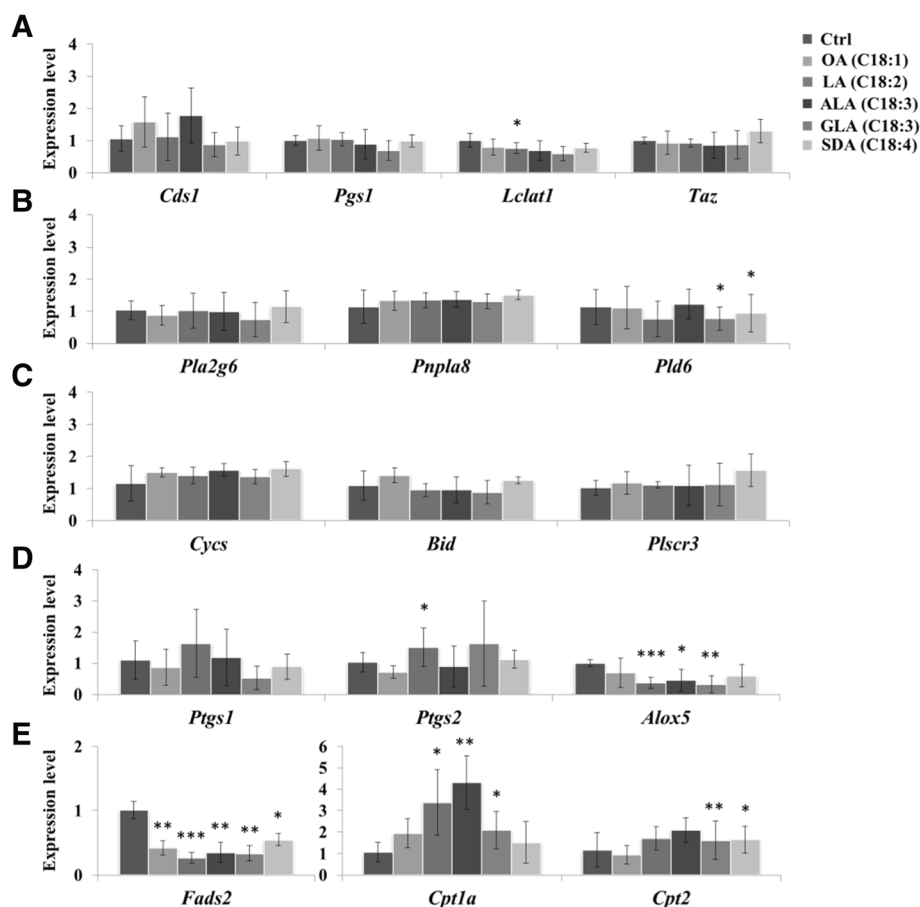 A
Expression level
4
3
2
1
0
*
Cds1 Pgs1 Lclat1 Taz
Ctrl
OA (C18:1)
LA (C18:2)
ALA (C18:3)
GLA (C18:3)
SDA (C18:4)
B
Expression level
4
3
2
1
0
* *
Pla2g6 Pnpla8 Pld6
C
Expression level
4
3
2
1
0
Cycs Bid Plscr3
D
Expression level
4
3
2
1
0
* *** * **
Ptgs1 Ptgs2 Alox5
E
Expression level
2
1
0
** *** ** ** *
Fads2
6
5
4
3
2
1
0
* ** * ** *
Cpt1a Cpt2